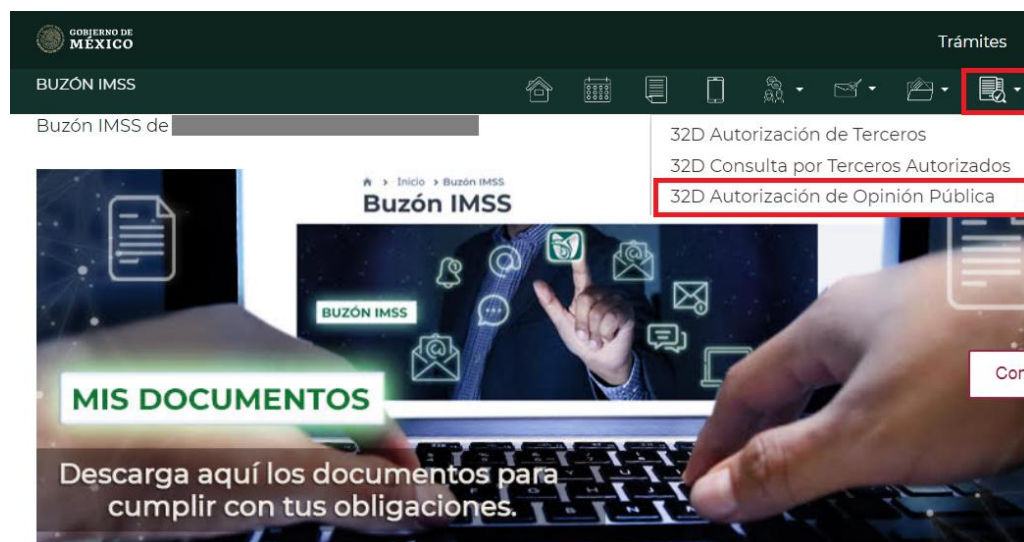 GOBIERNO DE
MÉXICO
Trámites
BUZÓN IMSS
Buzón IMSS de
32D Autorización de Terceros
32D Consulta por Terceros Autorizados
32D Autorización de Opinión Pública
Inicio > Buzón IMSS
Buzón IMSS
BUZÓN IMSS
MIS DOCUMENTOS
Descarga aquí los documentos para
cumplir con tus obligaciones.